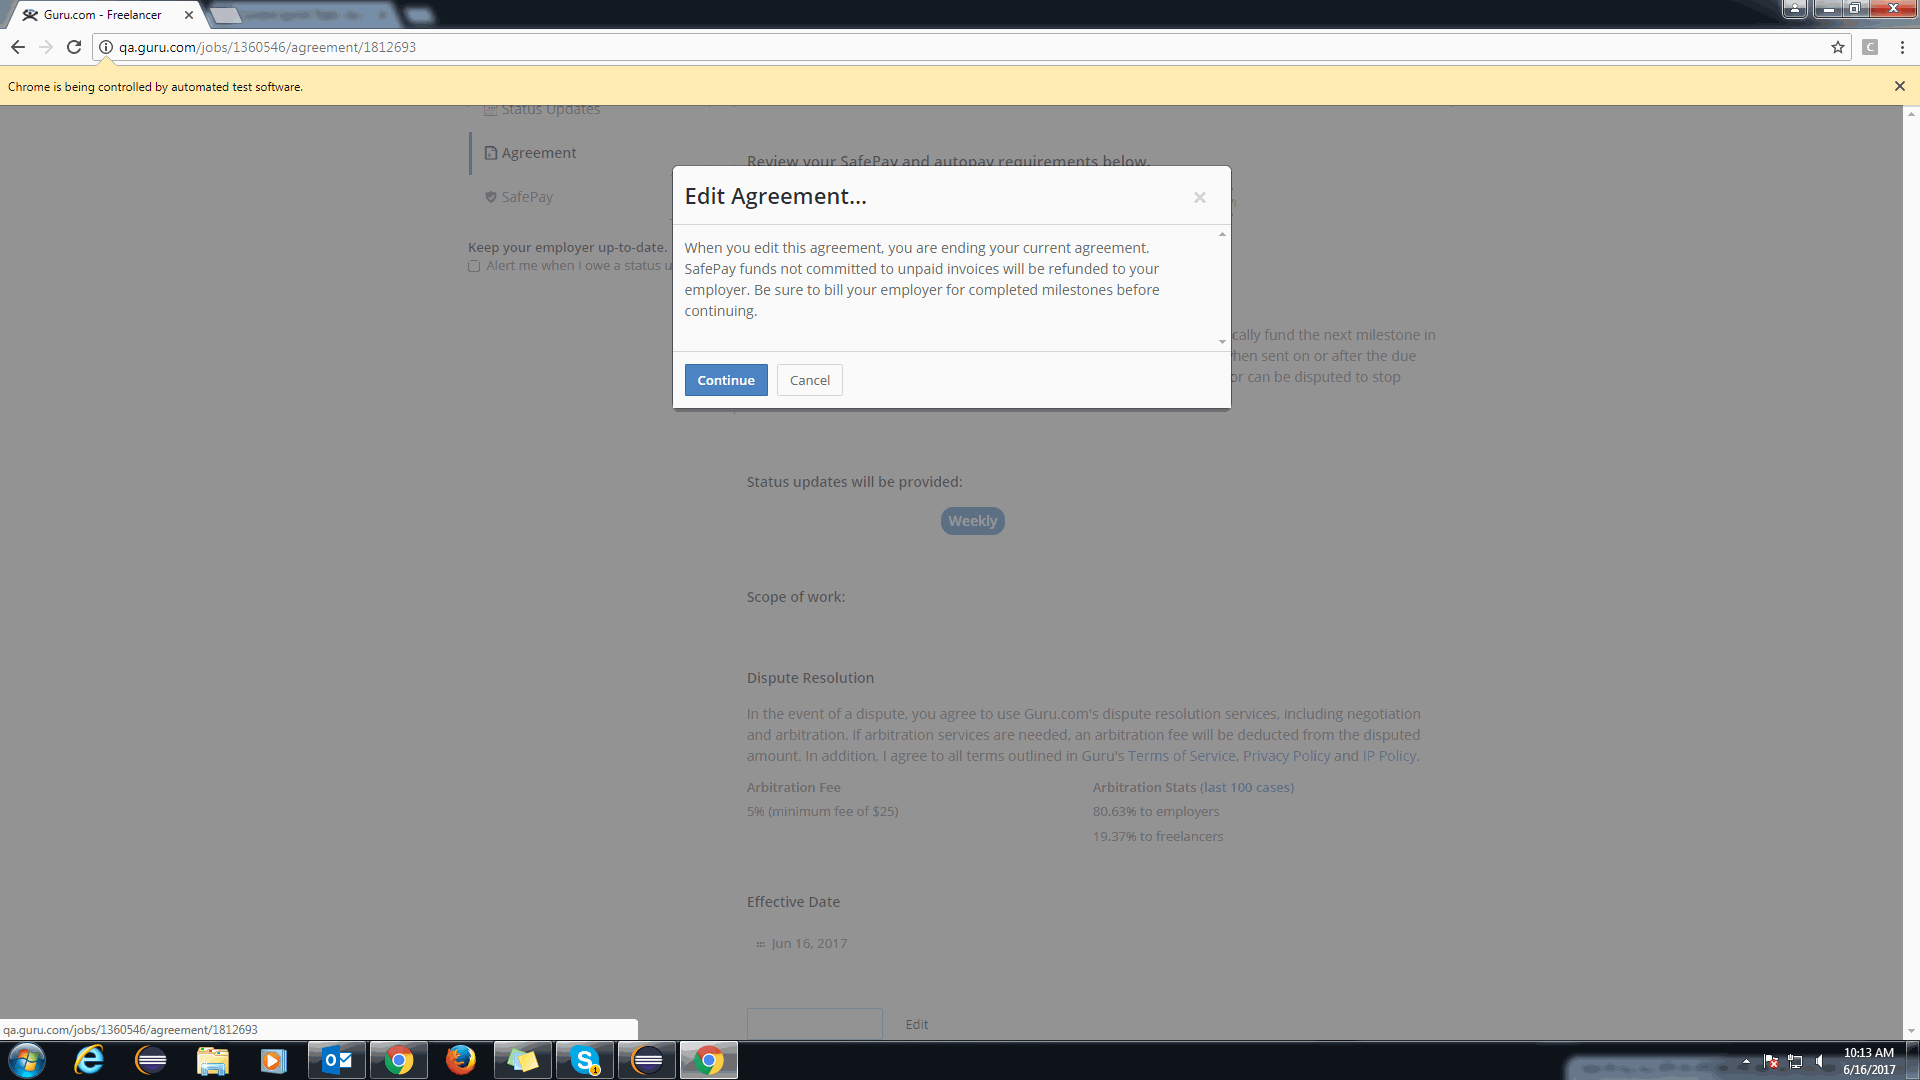 Guru.com - Freelancer
qa.guru.com/jobs/1360546/agreement/1812693
C
Chrome is being controlled by automated test software.
Status Updates
Agreement
SafePay
Keep your employer up-to-date.
Alert me when I owe a status u
Review your SafePay and autopay requirements below.
Edit Agreement...
When you edit this agreement, you are ending your current agreement.
SafePay funds not committed to unpaid invoices will be refunded to your
employer. Be sure to bill your employer for completed milestones before
continuing.
Continue
Cancel
cally fund the next milestone in
hen sent on or after the due
or can be disputed to stop
Status updates will be provided:
Weekly
Scope of work:
Dispute Resolution
In the event of a dispute, you agree to use Guru.com's dispute resolution services, including negotiation
and arbitration. If arbitration services are needed, an arbitration fee will be deducted from the disputed
amount. In addition, I agree to all terms outlined in Guru's Terms of Service, Privacy Policy and IP Policy.
Arbitration Fee
5% (minimum fee of $25)
Arbitration Stats (last 100 cases)
80.63% to employers
19.37% to freelancers
Effective Date
Jun 16, 2017
Edit
qa.guru.com/jobs/1360546/agreement/1812693
10:13 AM
6/16/2017